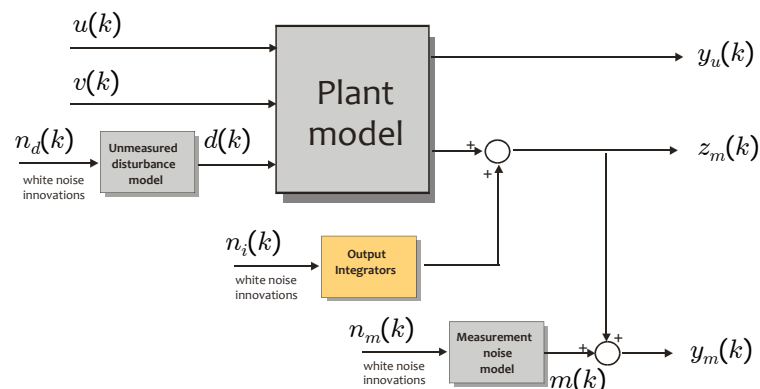 u(k)
v(k)
Plant
model
y_u(k)
n_d(k)
white noise
innovations
Unmeasured
disturbance
model
d(k)
+
+
z_m(k)
n_i(k)
white noise
innovations
Output
Integrators
n_m(k)
white noise
innovations
Measurement
noise
model
m(k)
+
+
y_m(k)